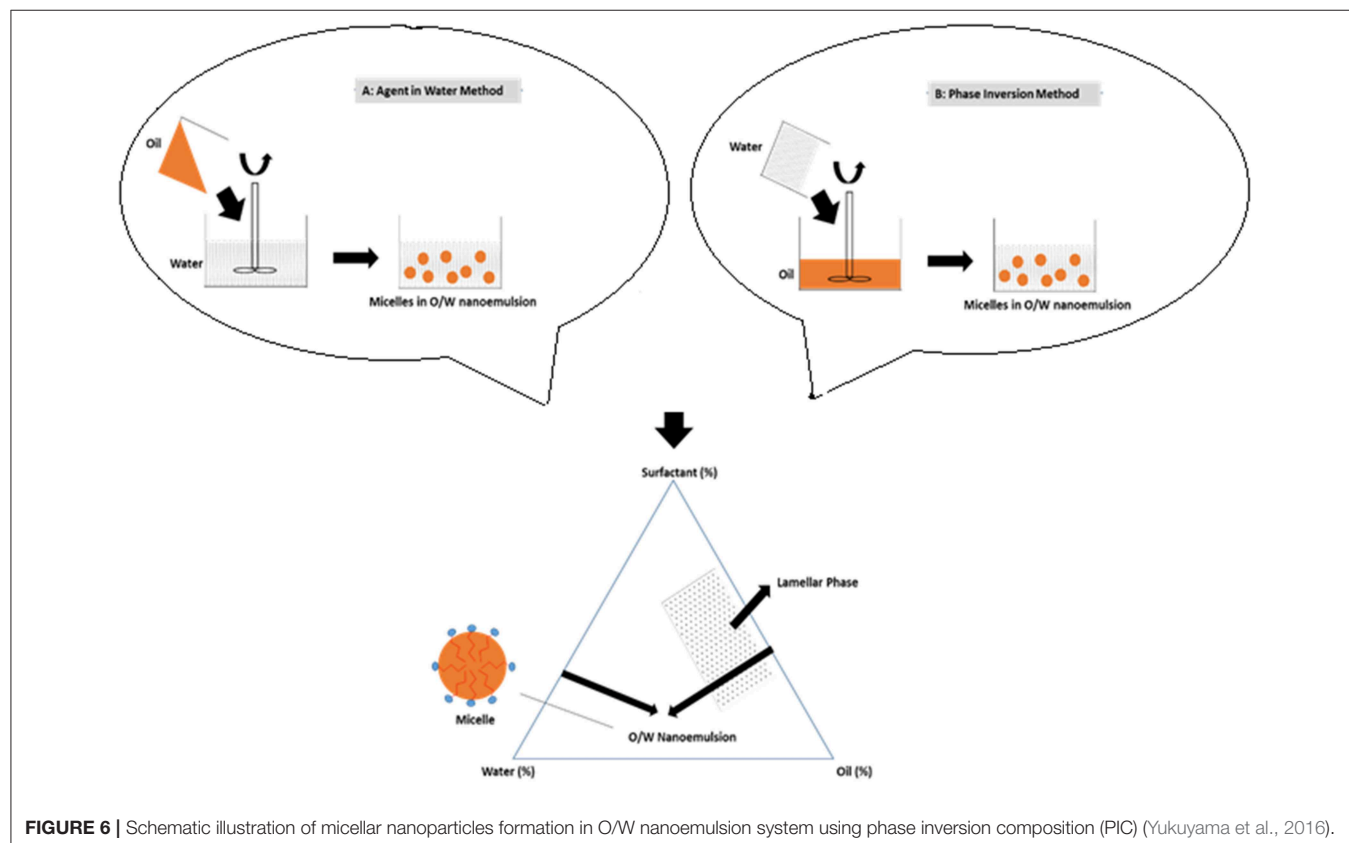 A: Agent in Water Method
Oil
Water
Micelles in O/W nanoemulsion
B: Phase Inversion Method
Water
Oil
Micelles in O/W nanoemulsion
Surfactant (%)
Lamellar Phase
Micelle
O/W Nanoemulsion
Water (%)
Oil (%)
FIGURE 6 | Schematic illustration of micellar nanoparticles formation in O/W nanoemulsion system using phase inversion composition (PIC) (Yukuyama et al., 2016).